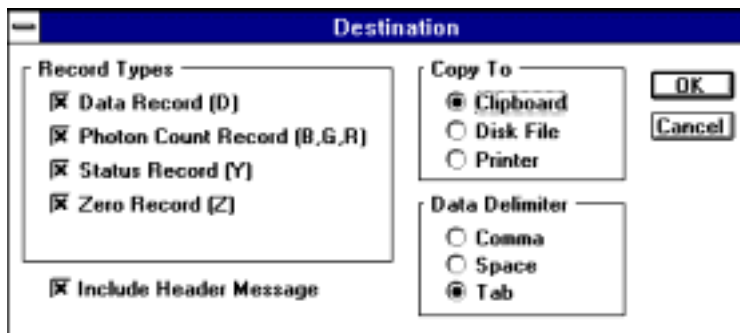 Destination
Record Types
Data Record (D)
Photon Count Record (B,G,R)
Status Record (Y)
Zero Record (Z)
Include Header Message
Copy To
Clipboard
Disk File
Printer
Data Delimiter
Comma
Space
Tab
OK
Cancel